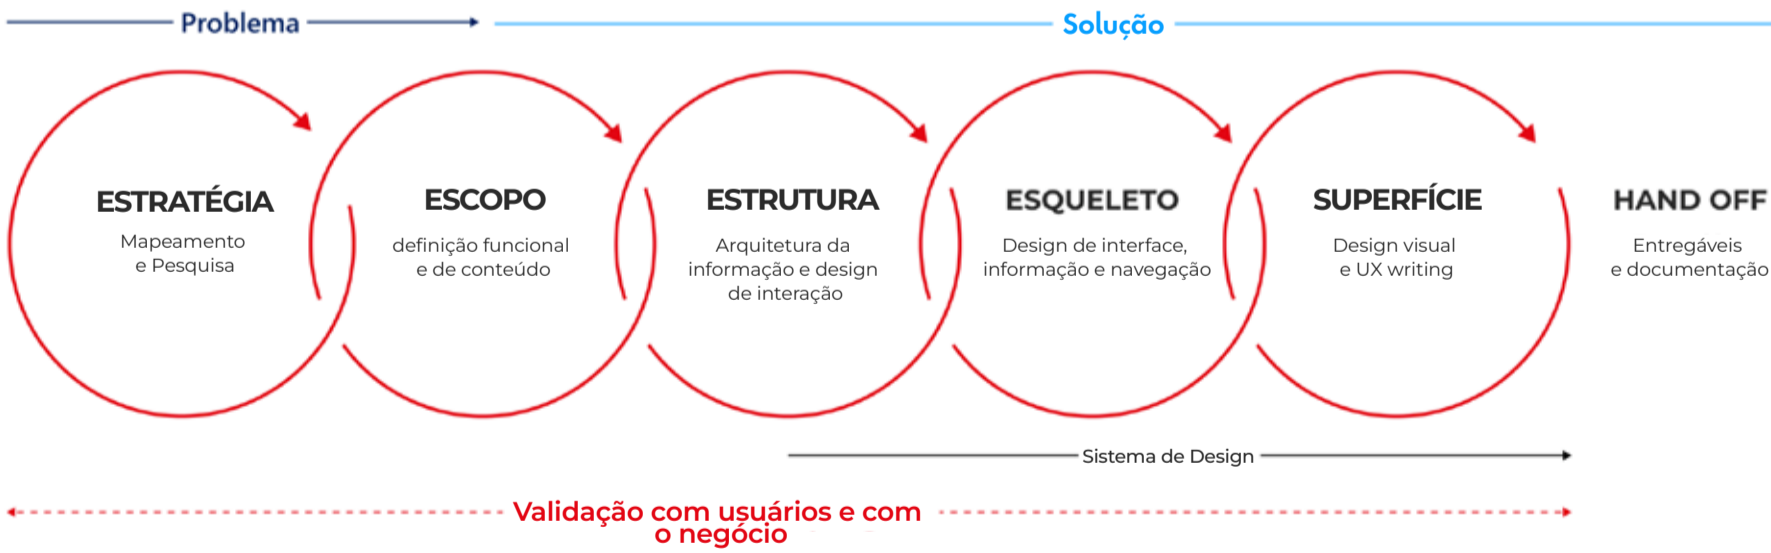 Problema
Solução
ESTRATÉGIA
Mapeamento
e Pesquisa
ESCOPO
definição funcional
e de conteúdo
ESTRUTURA
Arquitetura da
informação e design
de interação
ESQUELETO
Design de interface,
informação e navegação
SUPERFÍCIE
Design visual
e UX writing
HAND OFF
Entregáveis
e documentação
Sistema de Design
Validação com usuários e com
o negócio